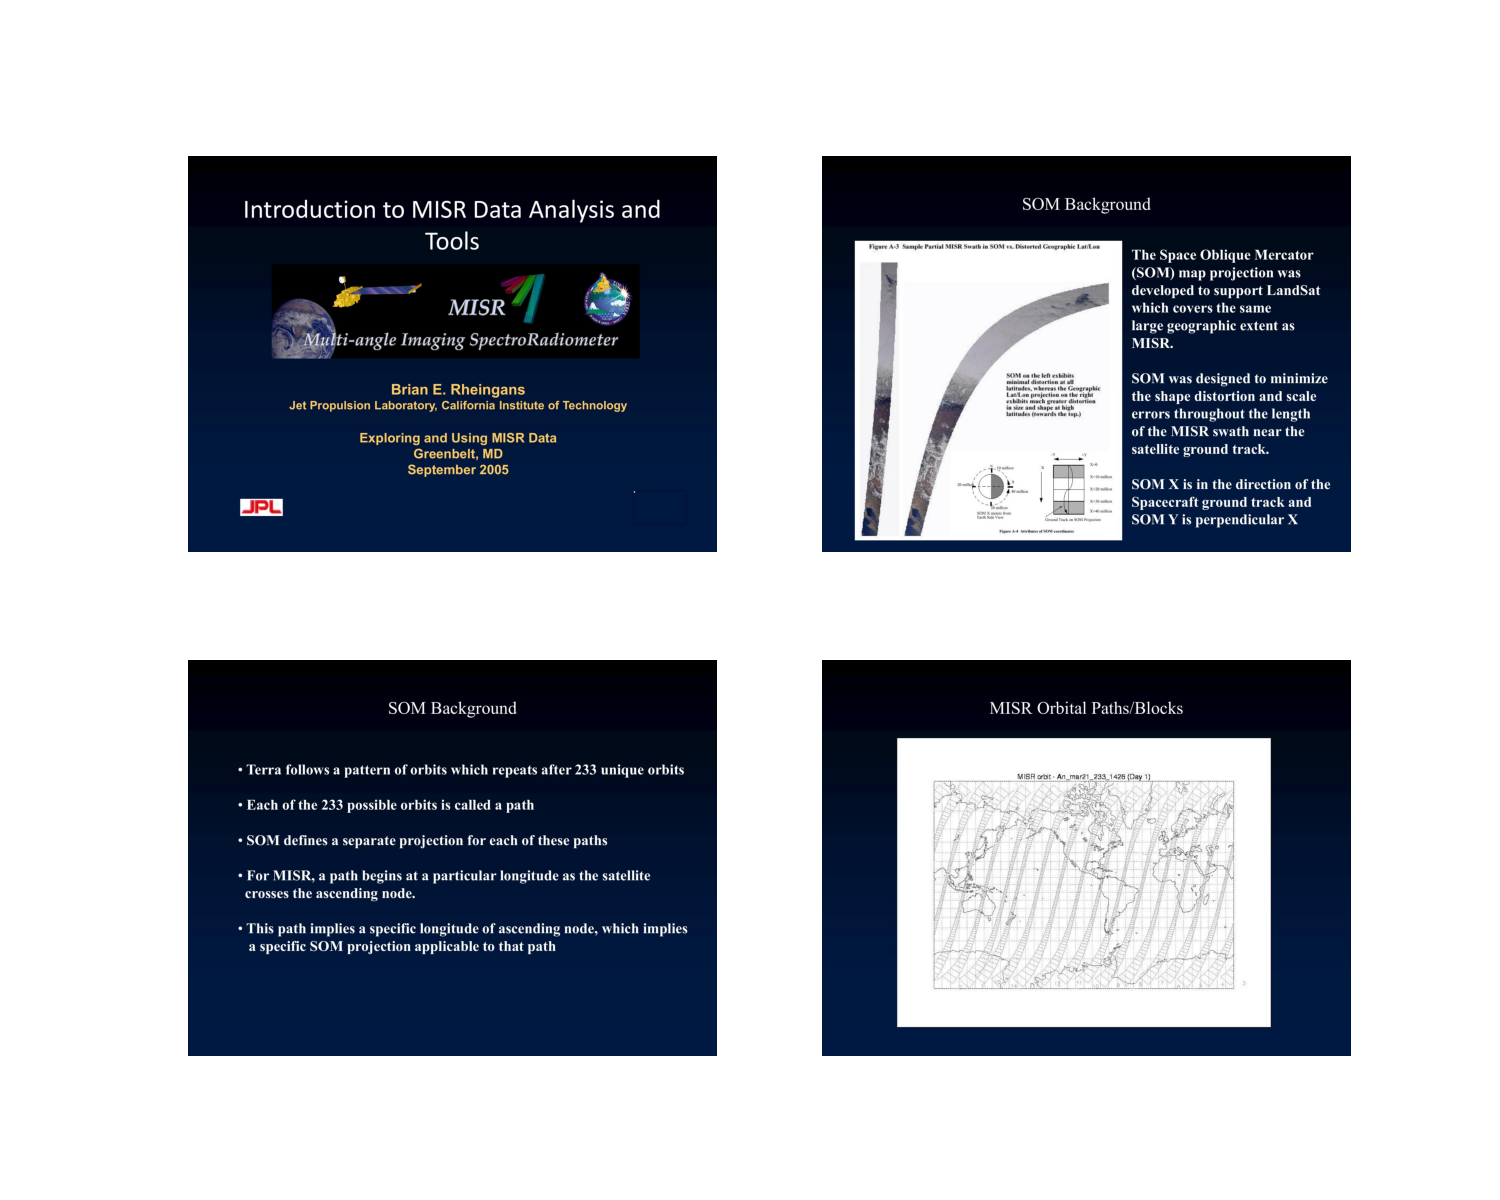 Introduction to MISR Data Analysis and
Tools
MISR
Multi-angle Imaging SpectroRadiometer
Brian E. Rheingans
Jet Propulsion Laboratory, California Institute of Technology
Exploring and Using MISR Data
Greenbelt, MD
September 2005
JPL
SOM Background
Figure A-3 Sample Partial MISR Swath in SOM vs. Distorted Geographic Lat/Lon
SOM on the left exhibits
minimal distortion at all
latitudes, whereas the Geographic
Lat/Lon projection on the right
exhibits much greater distortion
in size and shape at high
latitudes (towards the top.)
Ground Track on SOM Projection
Figure A-4 Attributes of SOM coordinates
The Space Oblique Mercator
(SOM) map projection was
developed to support LandSat
which covers the same
large geographic extent as
MISR.
SOM was designed to minimize
the shape distortion and scale
errors throughout the length
of the MISR swath near the
satellite ground track.
SOM X is in the direction of the
Spacecraft ground track and
SOM Y is perpendicular X
SOM Background
• Terra follows a pattern of orbits which repeats after 233 unique orbits
• Each of the 233 possible orbits is called a path
• SOM defines a separate projection for each of these paths
• For MISR, a path begins at a particular longitude as the satellite
crosses the ascending node.
• This path implies a specific longitude of ascending node, which implies
a specific SOM projection applicable to that path
MISR Orbital Paths/Blocks
MISR orbit - An_mar21_233_1426 (Day 1)